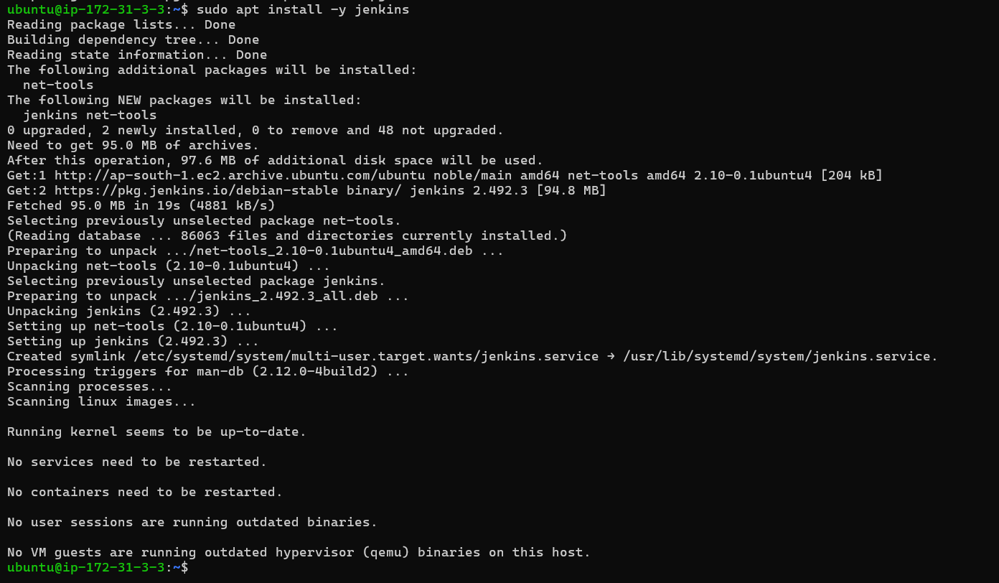 ubuntu@ip-172-31-3-3:~$ sudo apt install -y jenkins
Reading package lists... Done
Building dependency tree... Done
Reading state information... Done
The following additional packages will be installed:
  net-tools
The following NEW packages will be installed:
  jenkins net-tools
0 upgraded, 2 newly installed, 0 to remove and 48 not upgraded.
Need to get 95.0 MB of archives.
After this operation, 97.6 MB of additional disk space will be used.
Get:1 http://ap-south-1.ec2.archive.ubuntu.com/ubuntu noble/main amd64 net-tools amd64 2.10-0.1ubuntu4 [204 kB]
Get:2 https://pkg.jenkins.io/debian-stable binary/ jenkins 2.492.3 [94.8 MB]
Fetched 95.0 MB in 19s (4881 kB/s)
Selecting previously unselected package net-tools.
(Reading database ... 86063 files and directories currently installed.)
Preparing to unpack .../net-tools_2.10-0.1ubuntu4_amd64.deb ...
Unpacking net-tools (2.10-0.1ubuntu4) ...
Selecting previously unselected package jenkins.
Preparing to unpack .../jenkins_2.492.3_all.deb ...
Unpacking jenkins (2.492.3) ...
Setting up net-tools (2.10-0.1ubuntu4) ...
Setting up jenkins (2.492.3) ...
Created symlink /etc/systemd/system/multi-user.target.wants/jenkins.service → /usr/lib/systemd/system/jenkins.service.
Processing triggers for man-db (2.12.0-4build2) ...
Scanning processes...
Scanning linux images...

Running kernel seems to be up-to-date.

No services need to be restarted.

No containers need to be restarted.

No user sessions are running outdated binaries.

No VM guests are running outdated hypervisor (qemu) binaries on this host.
ubuntu@ip-172-31-3-3:~$